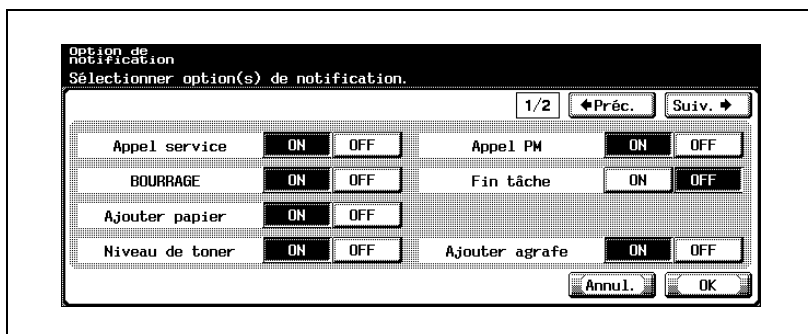 Option de
notification
Sélectionner option(s) de notification.
1/2 Préc. Suiv.
Appel service ON OFF Appel PM ON OFF
BOURRAGE ON OFF Fin tâche ON OFF
Ajouter papier ON OFF
Niveau de toner ON OFF Ajouter agrafe ON OFF
Annul. OK